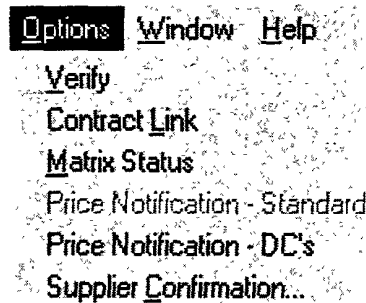 Options Window Help
Verify
Contract Link
Matrix Status
Price Notification - Standard
Price Notification - DC's
Supplier Confirmation...